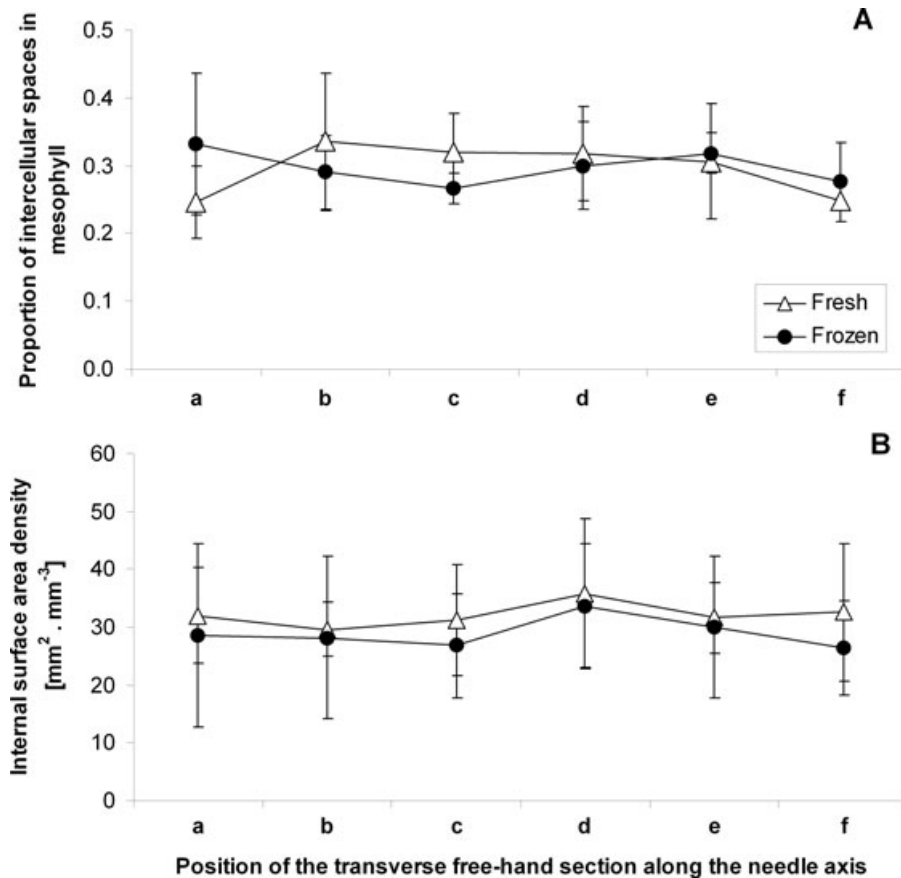 A
Proportion of intercellular spaces in
mesophyll
0.5
0.4
0.3
0.2
0.1
0.0
Fresh
Frozen
a b c d e f
B
Internal surface area density
[mm² . mm⁻³]
60
50
40
30
20
10
0
a b c d e f
Position of the transverse free-hand section along the needle axis